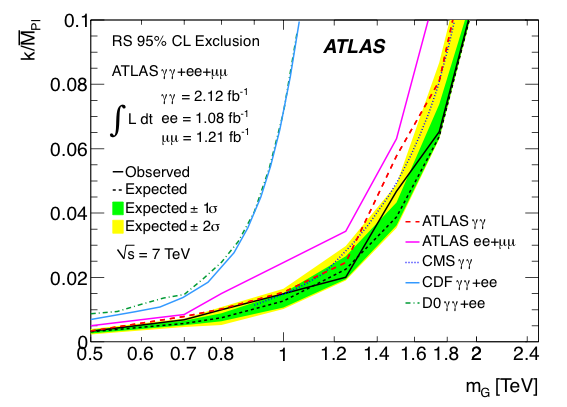 k/M̅_Pl
0.1
0.08
0.06
0.04
0.02
0
RS 95% CL Exclusion
ATLAS
ATLAS γγ+ee+μμ
γγ = 2.12 fb⁻¹
∫ L dt ee = 1.08 fb⁻¹
μμ = 1.21 fb⁻¹
Observed
Expected
Expected ± 1σ
Expected ± 2σ
√s = 7 TeV
ATLAS γγ
ATLAS ee+μμ
CMS γγ
CDF γγ+ee
D0 γγ+ee
0.5 0.6 0.7 0.8 1 1.2 1.4 1.6 1.8 2 2.4
m_G [TeV]